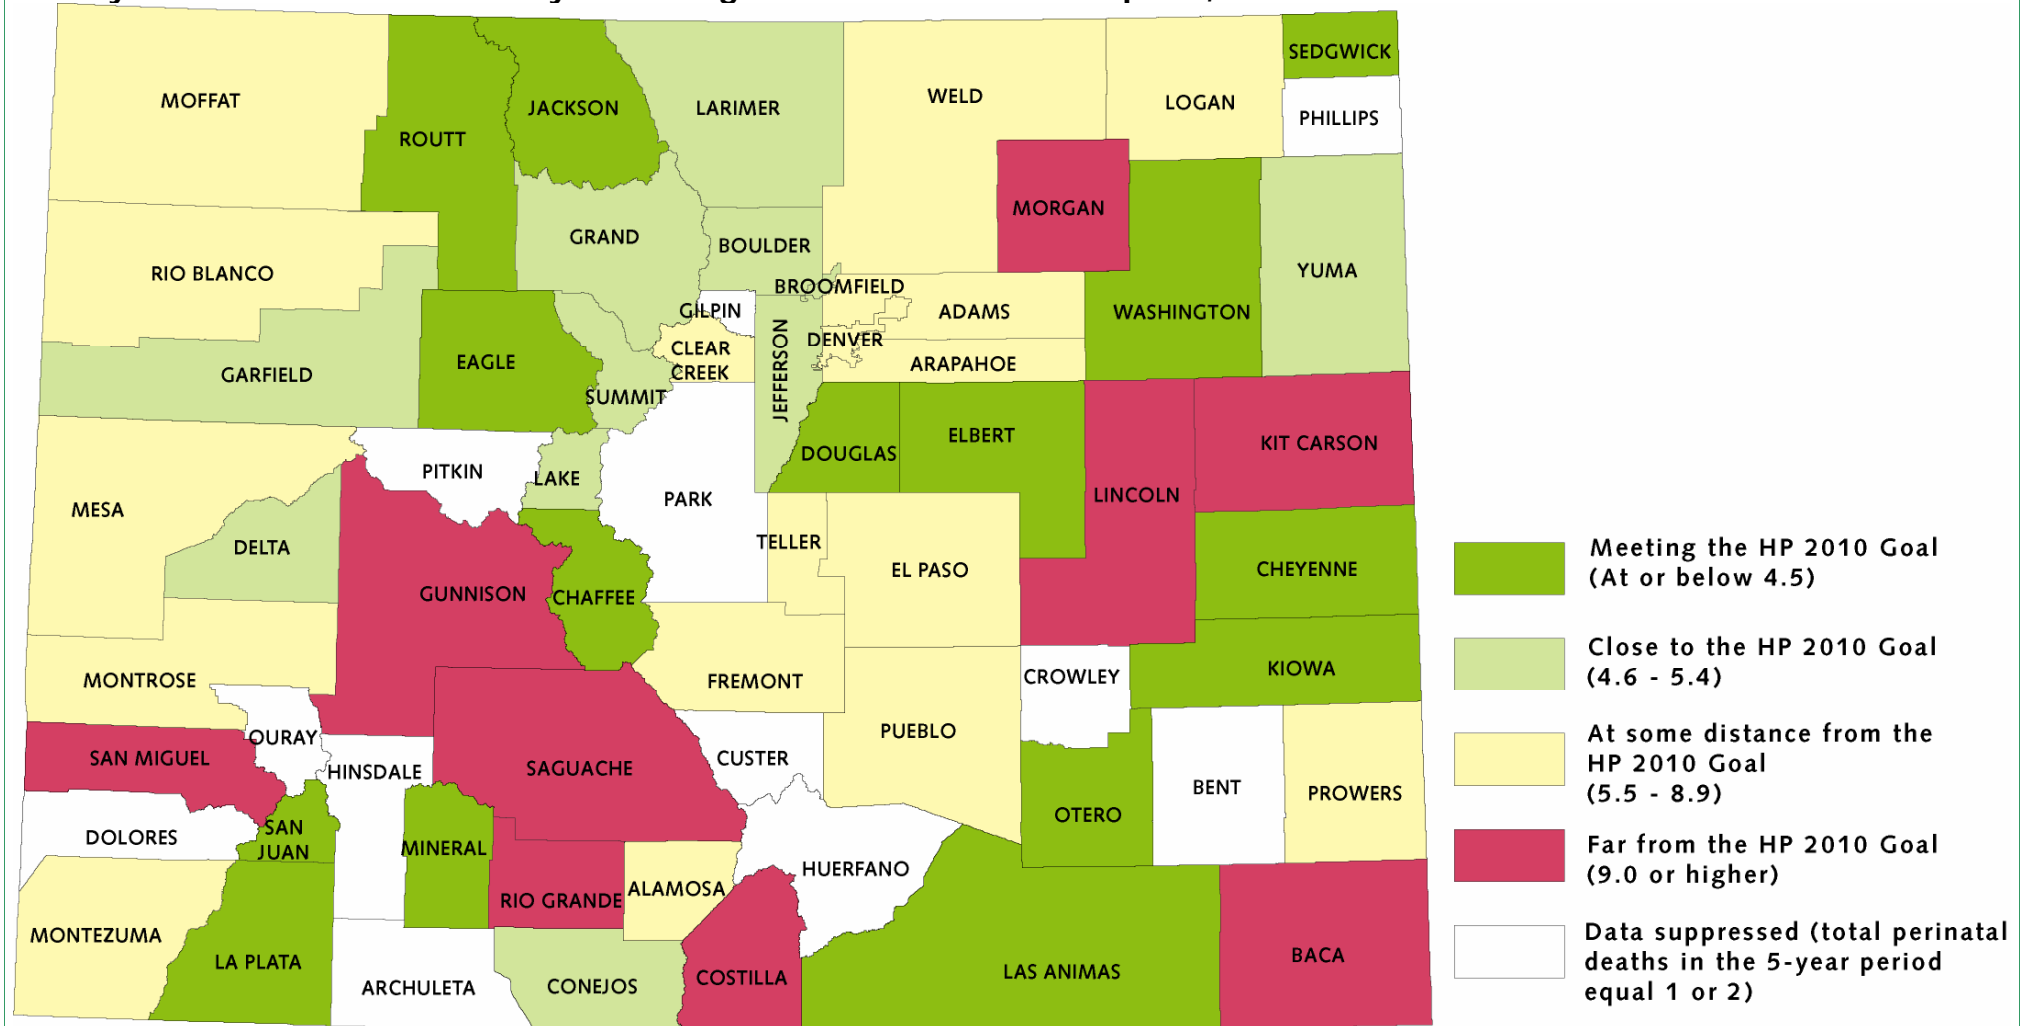 SEDGWICK
MOFFAT
WELD
LOGAN
JACKSON
LARIMER
PHILLIPS
ROUTT
MORGAN
GRAND
BOULDER
RIO BLANCO
YUMA
BROOMFIELD
GILPIN
ADAMS
WASHINGTON
DENVER
CLEAR
CREEK
EAGLE
ARAPAHOE
GARFIELD
JEFFERSON
SUMMIT
ELBERT
KIT CARSON
DOUGLAS
PITKIN
LAKE
LINCOLN
PARK
MESA
TELLER
DELTA
EL PASO
CHEYENNE
GUNNISON
CHAFFEE
KIOWA
CROWLEY
MONTROSE
FREMONT
PUEBLO
OURAY
SAN MIGUEL
CUSTER
SAGUACHE
HINSDALE
BENT
PROWERS
OTERO
SAN
JUAN
DOLORES
MINERAL
HUERFANO
ALAMOSA
RIO GRANDE
MONTEZUMA
BACA
LA PLATA
LAS ANIMAS
COSTILLA
CONEJOS
ARCHULETA
Meeting the HP 2010 Goal
(At or below 4.5)
Close to the HP 2010 Goal
(4.6 - 5.4)
At some distance from the
HP 2010 Goal
(5.5 - 8.9)
Far from the HP 2010 Goal
(9.0 or higher)
Data suppressed (total perinatal
deaths in the 5-year period
equal 1 or 2)